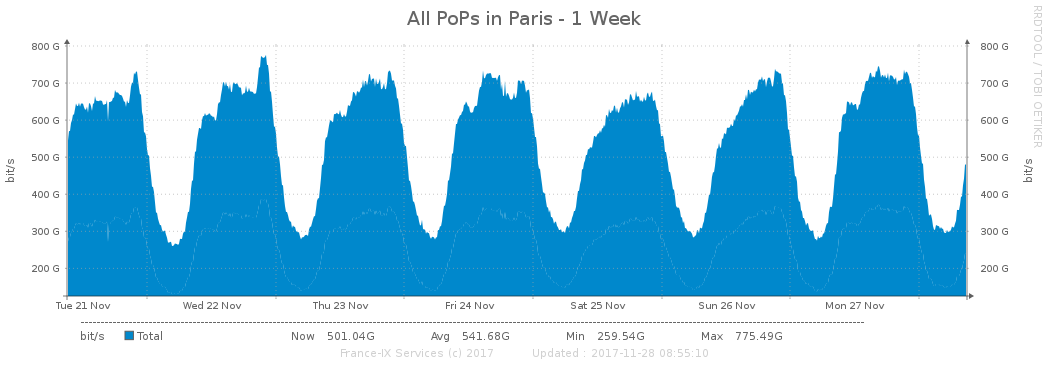 All PoPs in Paris - 1 Week
RRDTOOL / TOBI OETIKER
800 G 800 G
700 G 700 G
600 G 600 G
500 G 500 G
400 G 400 G
300 G 300 G
200 G 200 G
bit/s bit/s
Tue 21 Nov Wed 22 Nov Thu 23 Nov Fri 24 Nov Sat 25 Nov Sun 26 Nov Mon 27 Nov
bit/s Total Now 501.04G Avg 541.68G Min 259.54G Max 775.49G
France-IX Services (c) 2017 Updated : 2017-11-28 08:55:10